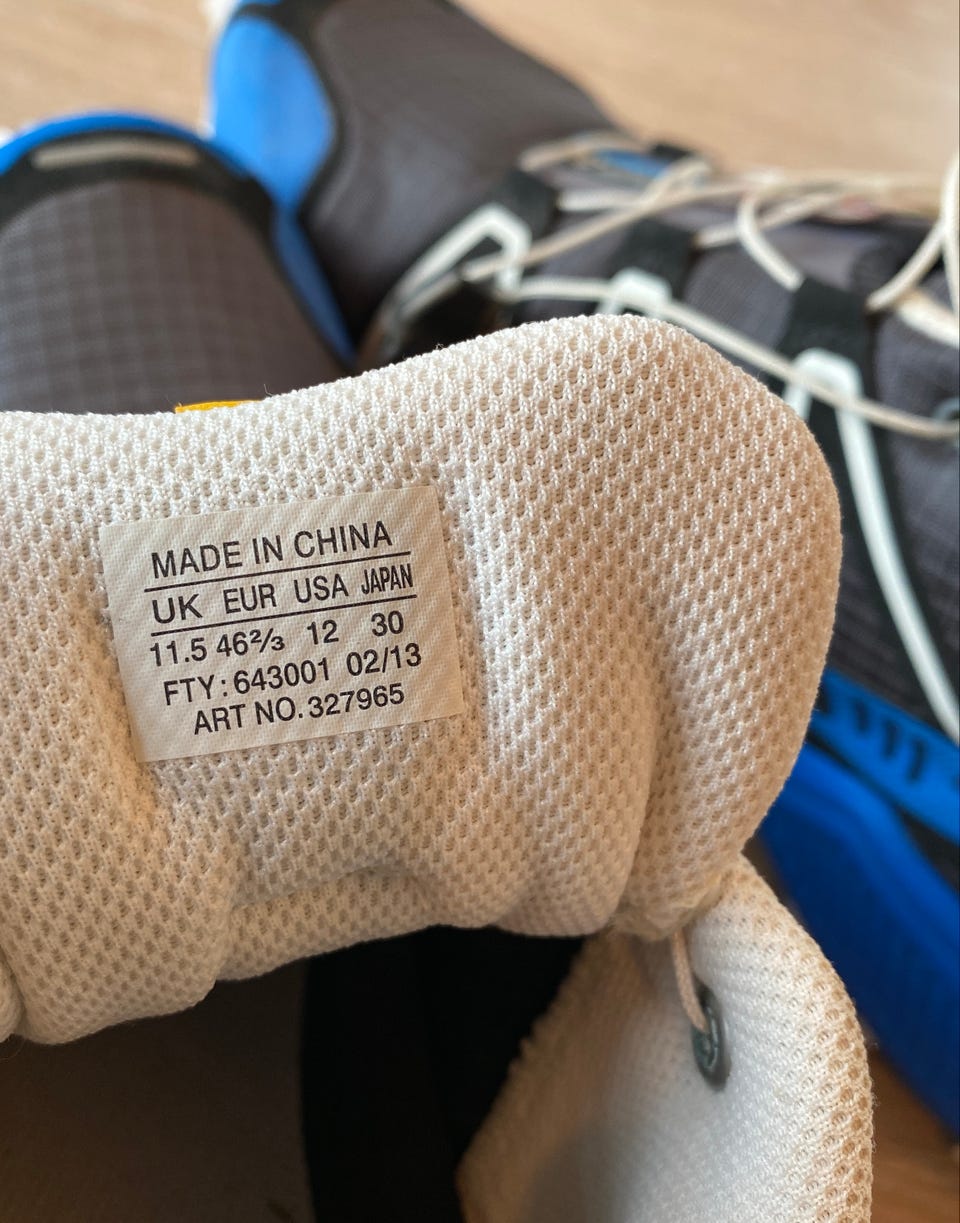 MADE IN CHINA
UK EUR USA JAPAN
11.5 46⅔ 12 30
FTY: 643001 02/13
ART NO. 327965